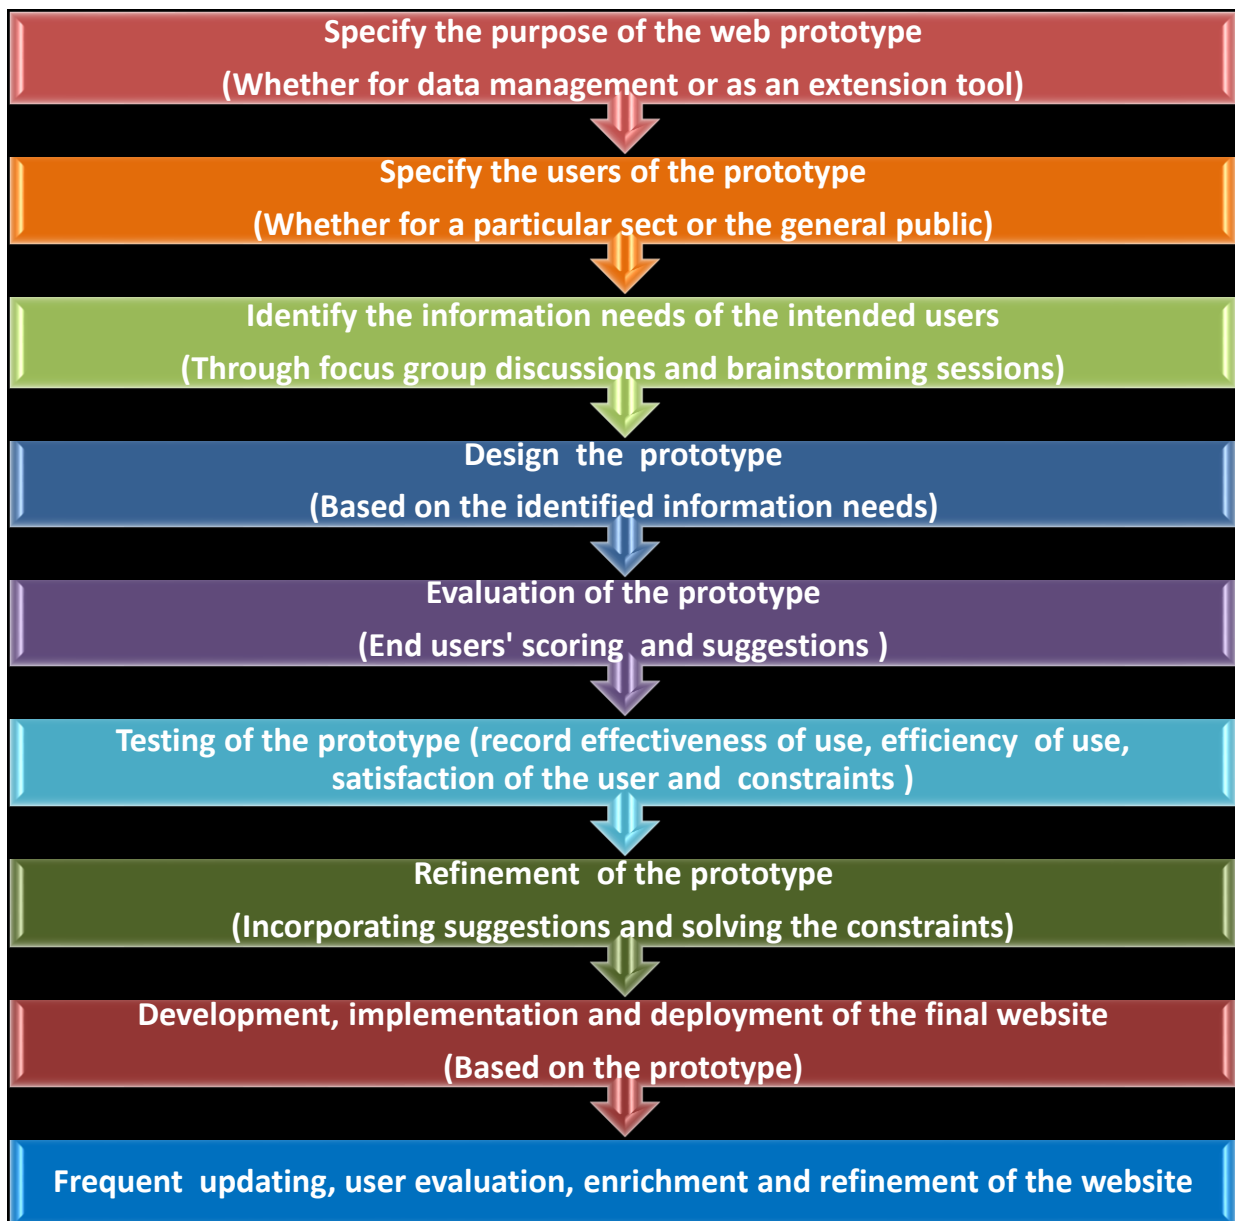 Specify the purpose of the web prototype
(Whether for data management or as an extension tool)
Specify the users of the prototype
(Whether for a particular sect or the general public)
Identify the information needs of the intended users
(Through focus group discussions and brainstorming sessions)
Design  the  prototype
(Based on the identified information needs)
Evaluation of the prototype
(End users' scoring  and suggestions )
Testing of the prototype (record effectiveness of use, efficiency  of use,
satisfaction of the user and  constraints )
Refinement  of the prototype
(Incorporating suggestions and solving the constraints)
Development, implementation and deployment of the final website
(Based on the prototype)
Frequent  updating, user evaluation, enrichment and refinement of the website